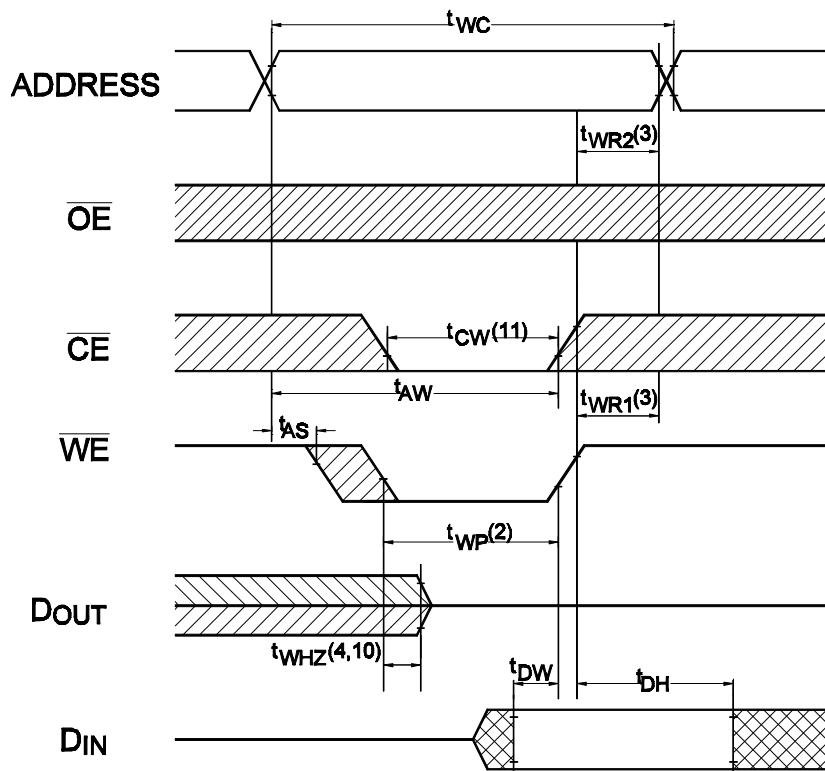 tWC
ADDRESS
tWR2(3)
OE
CE
tCW(11)
tAW
tWR1(3)
tAS
WE
tWP(2)
DOUT
tWHZ(4,10)
tDW
tDH
DIN